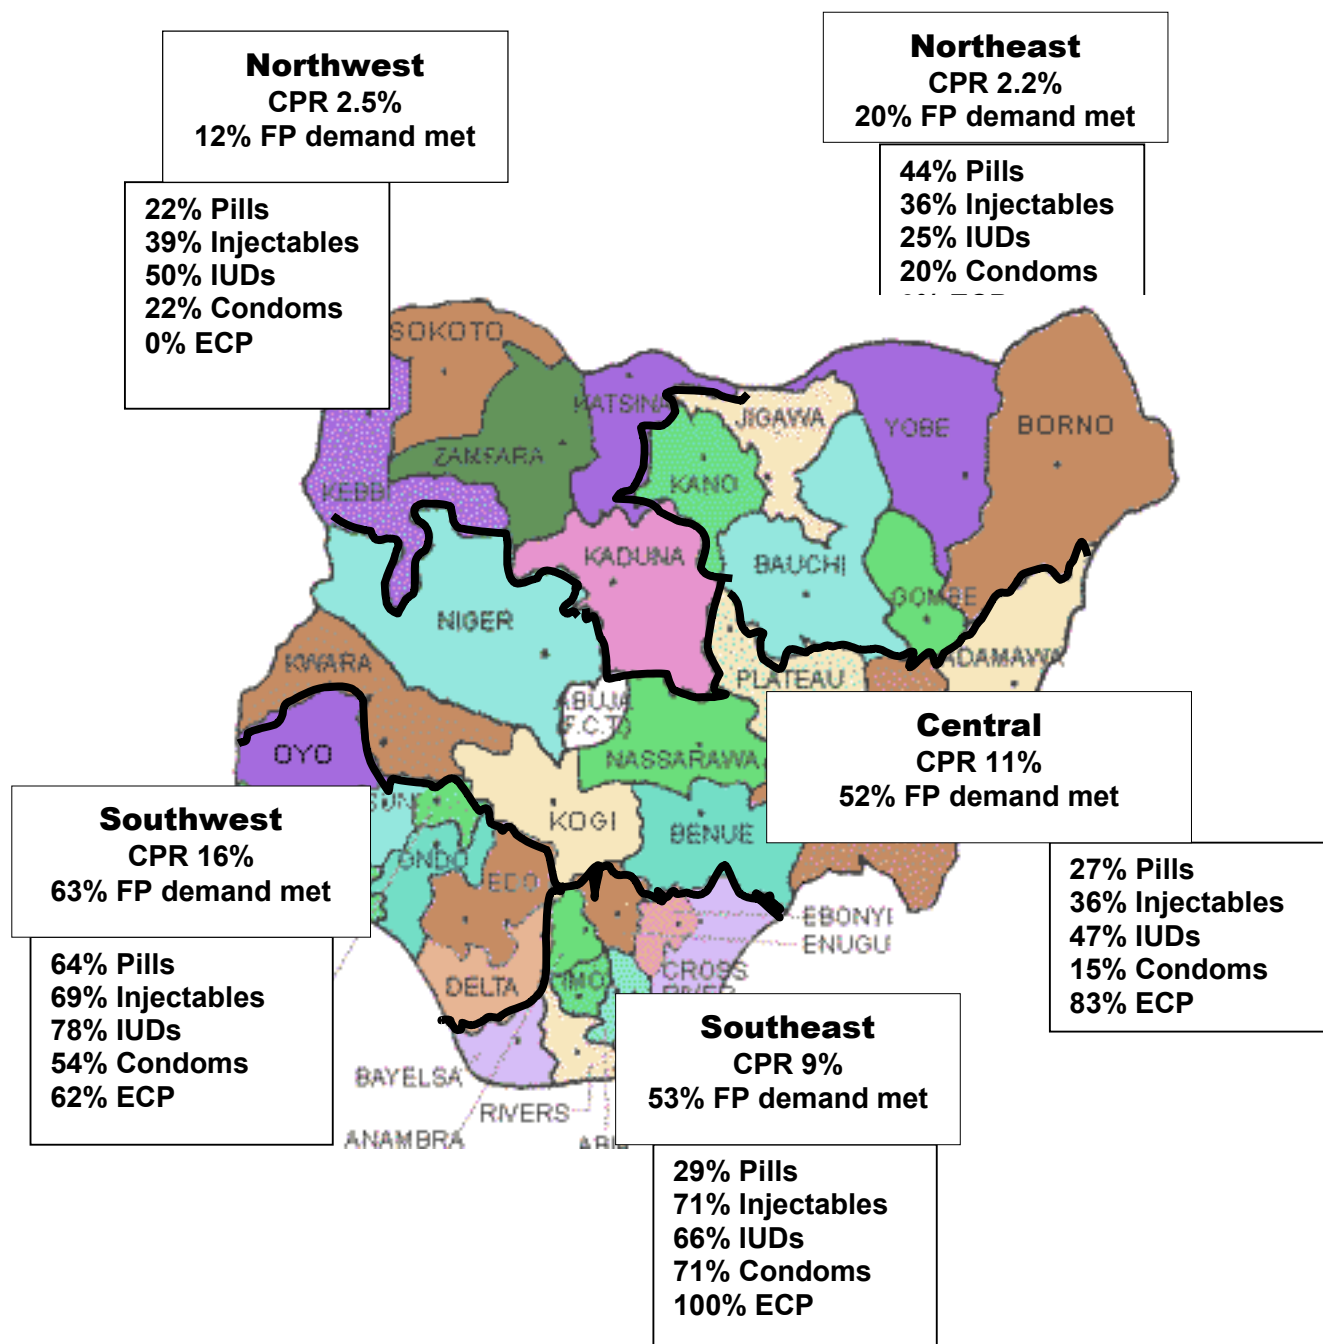 Northwest
CPR 2.5%
12% FP demand met
22% Pills
39% Injectables
50% IUDs
22% Condoms
0% ECP
Northeast
CPR 2.2%
20% FP demand met
44% Pills
36% Injectables
25% IUDs
20% Condoms
SOKOTO
KATSINA
JIGAWA
YOBE
BORNO
ZAMFARA
KEBBI
KANO
KADUNA
BAUCHI
GOMBE
NIGER
ADAMAWA
KWARA
PLATEAU
ABUJA
(F.C.T.)
NASSARAWA
OYO
KOGI
BENUE
ONDO
EDO
EBONYI
ENUGU
CROSS
RIVER
DELTA
IMO
BAYELSA
RIVERS
ANAMBRA
Central
CPR 11%
52% FP demand met
27% Pills
36% Injectables
47% IUDs
15% Condoms
83% ECP
Southwest
CPR 16%
63% FP demand met
64% Pills
69% Injectables
78% IUDs
54% Condoms
62% ECP
Southeast
CPR 9%
53% FP demand met
29% Pills
71% Injectables
66% IUDs
71% Condoms
100% ECP